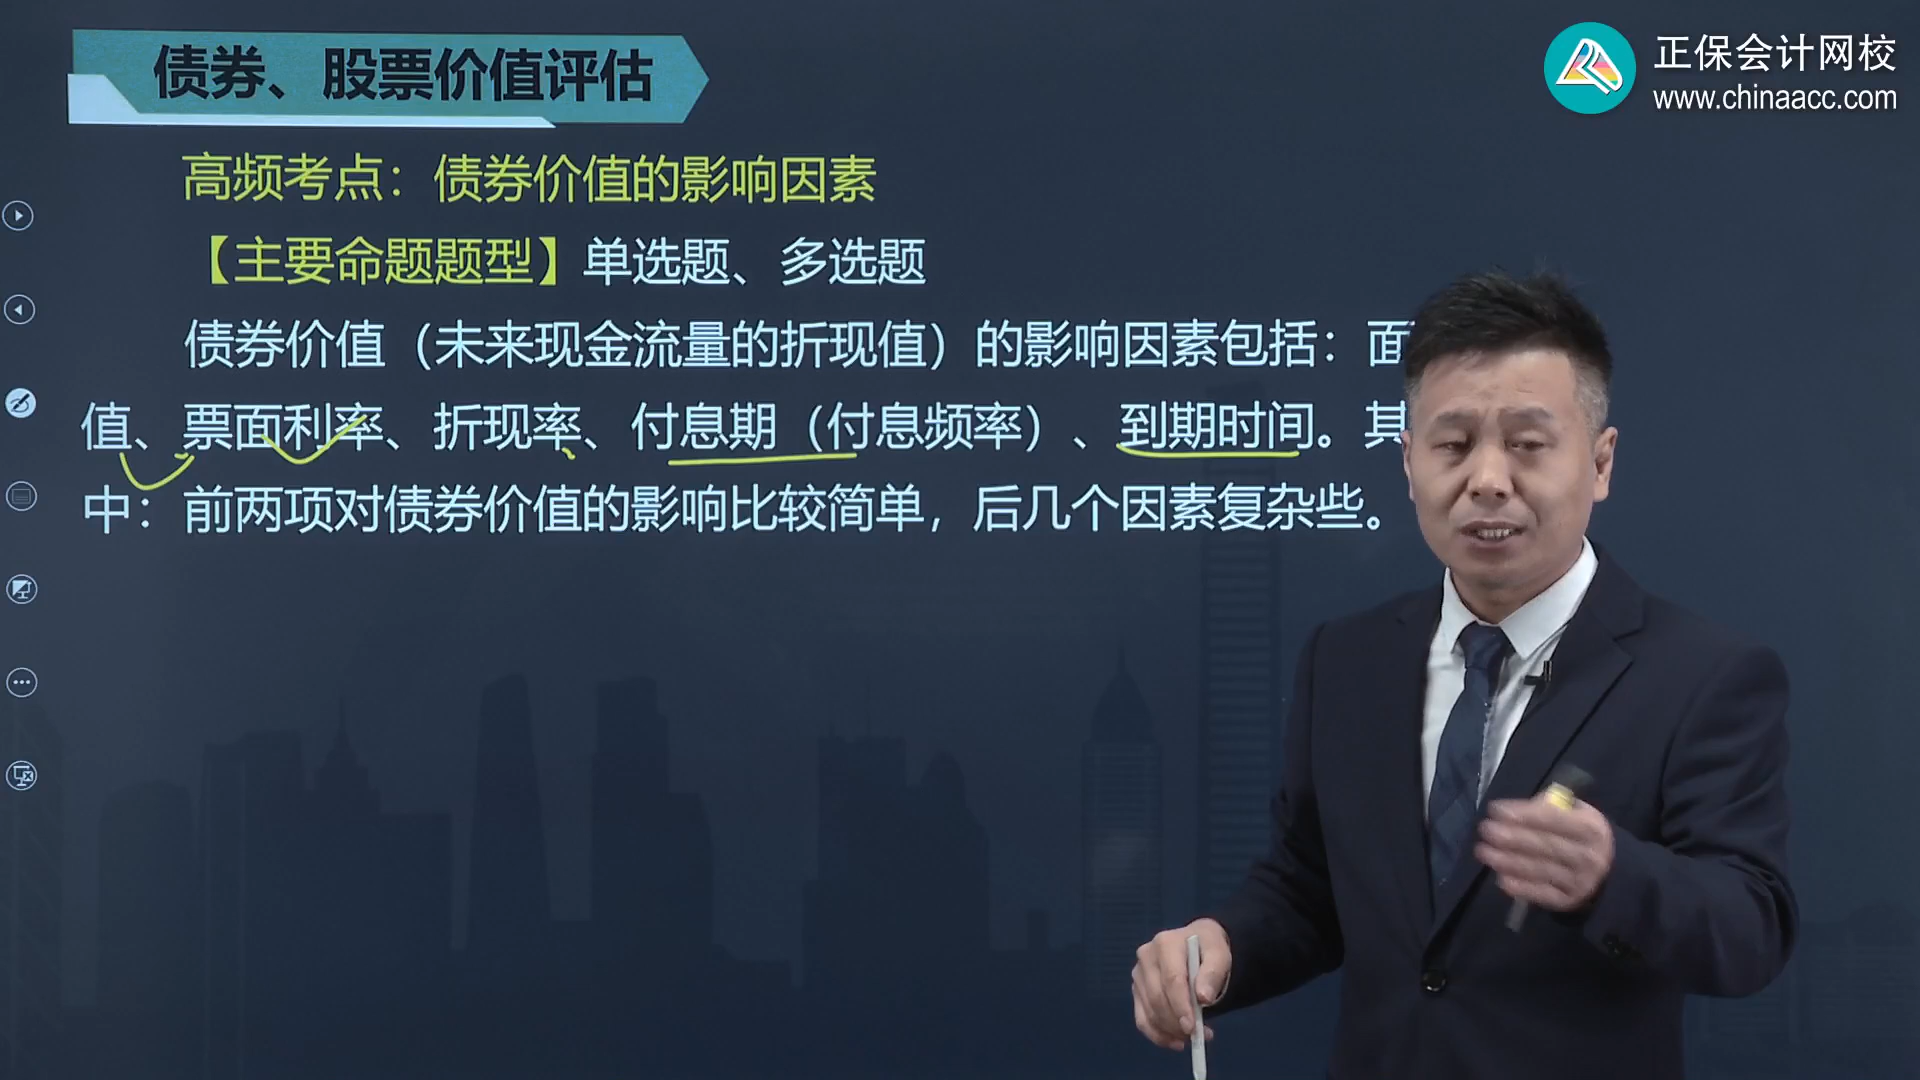 债券、股票价值评估
正保会计网校
www.chinaacc.com
高频考点：债券价值的影响因素
【主要命题题型】单选题、多选题
债券价值（未来现金流量的折现值）的影响因素包括：面
值、票面利率、折现率、付息期（付息频率）、到期时间。其
中：前两项对债券价值的影响比较简单，后几个因素复杂些。